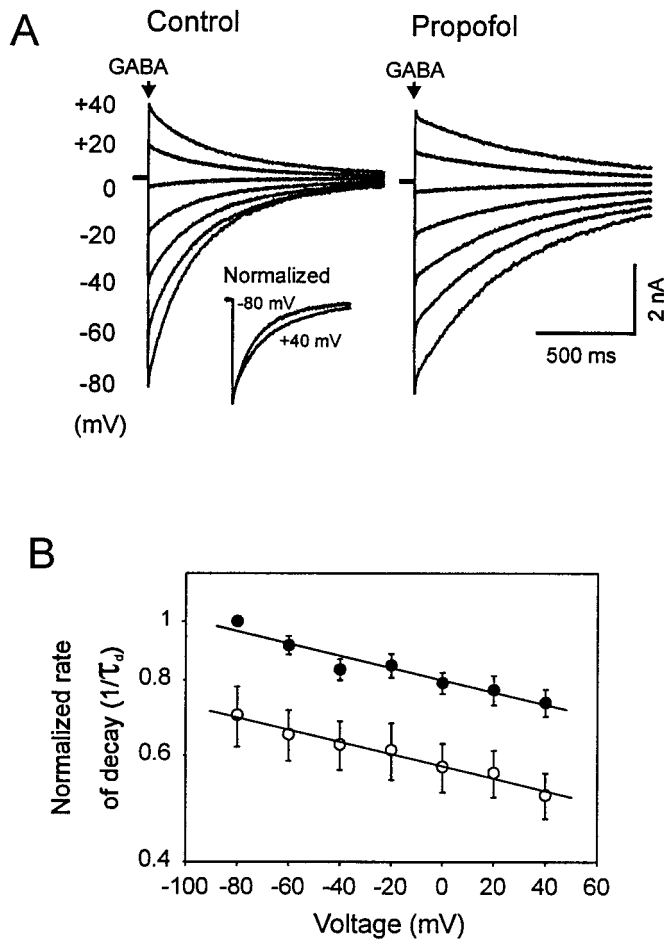 A
Control
Propofol
GABA
GABA
+40
+20
0
-20
-40
-60
-80
(mV)
Normalized
-80 mV
+40 mV
2 nA
500 ms
B
Normalized rate
of decay (1/τd)
1
0.8
0.6
0.4
-100 -80 -60 -40 -20 0 20 40 60
Voltage (mV)